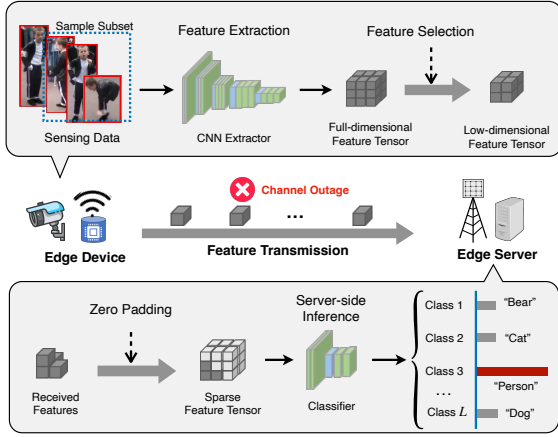 Sample Subset
Feature Extraction
Feature Selection
Sensing Data
CNN Extractor
Full-dimensional
Feature Tensor
Low-dimensional
Feature Tensor
Channel Outage
...
Edge Device
Feature Transmission
Edge Server
Zero Padding
Server-side
Inference
Received
Features
Sparse
Feature Tensor
Classifier
Class 1
"Bear"
Class 2
"Cat"
Class 3
"Person"
...
Class L
"Dog"